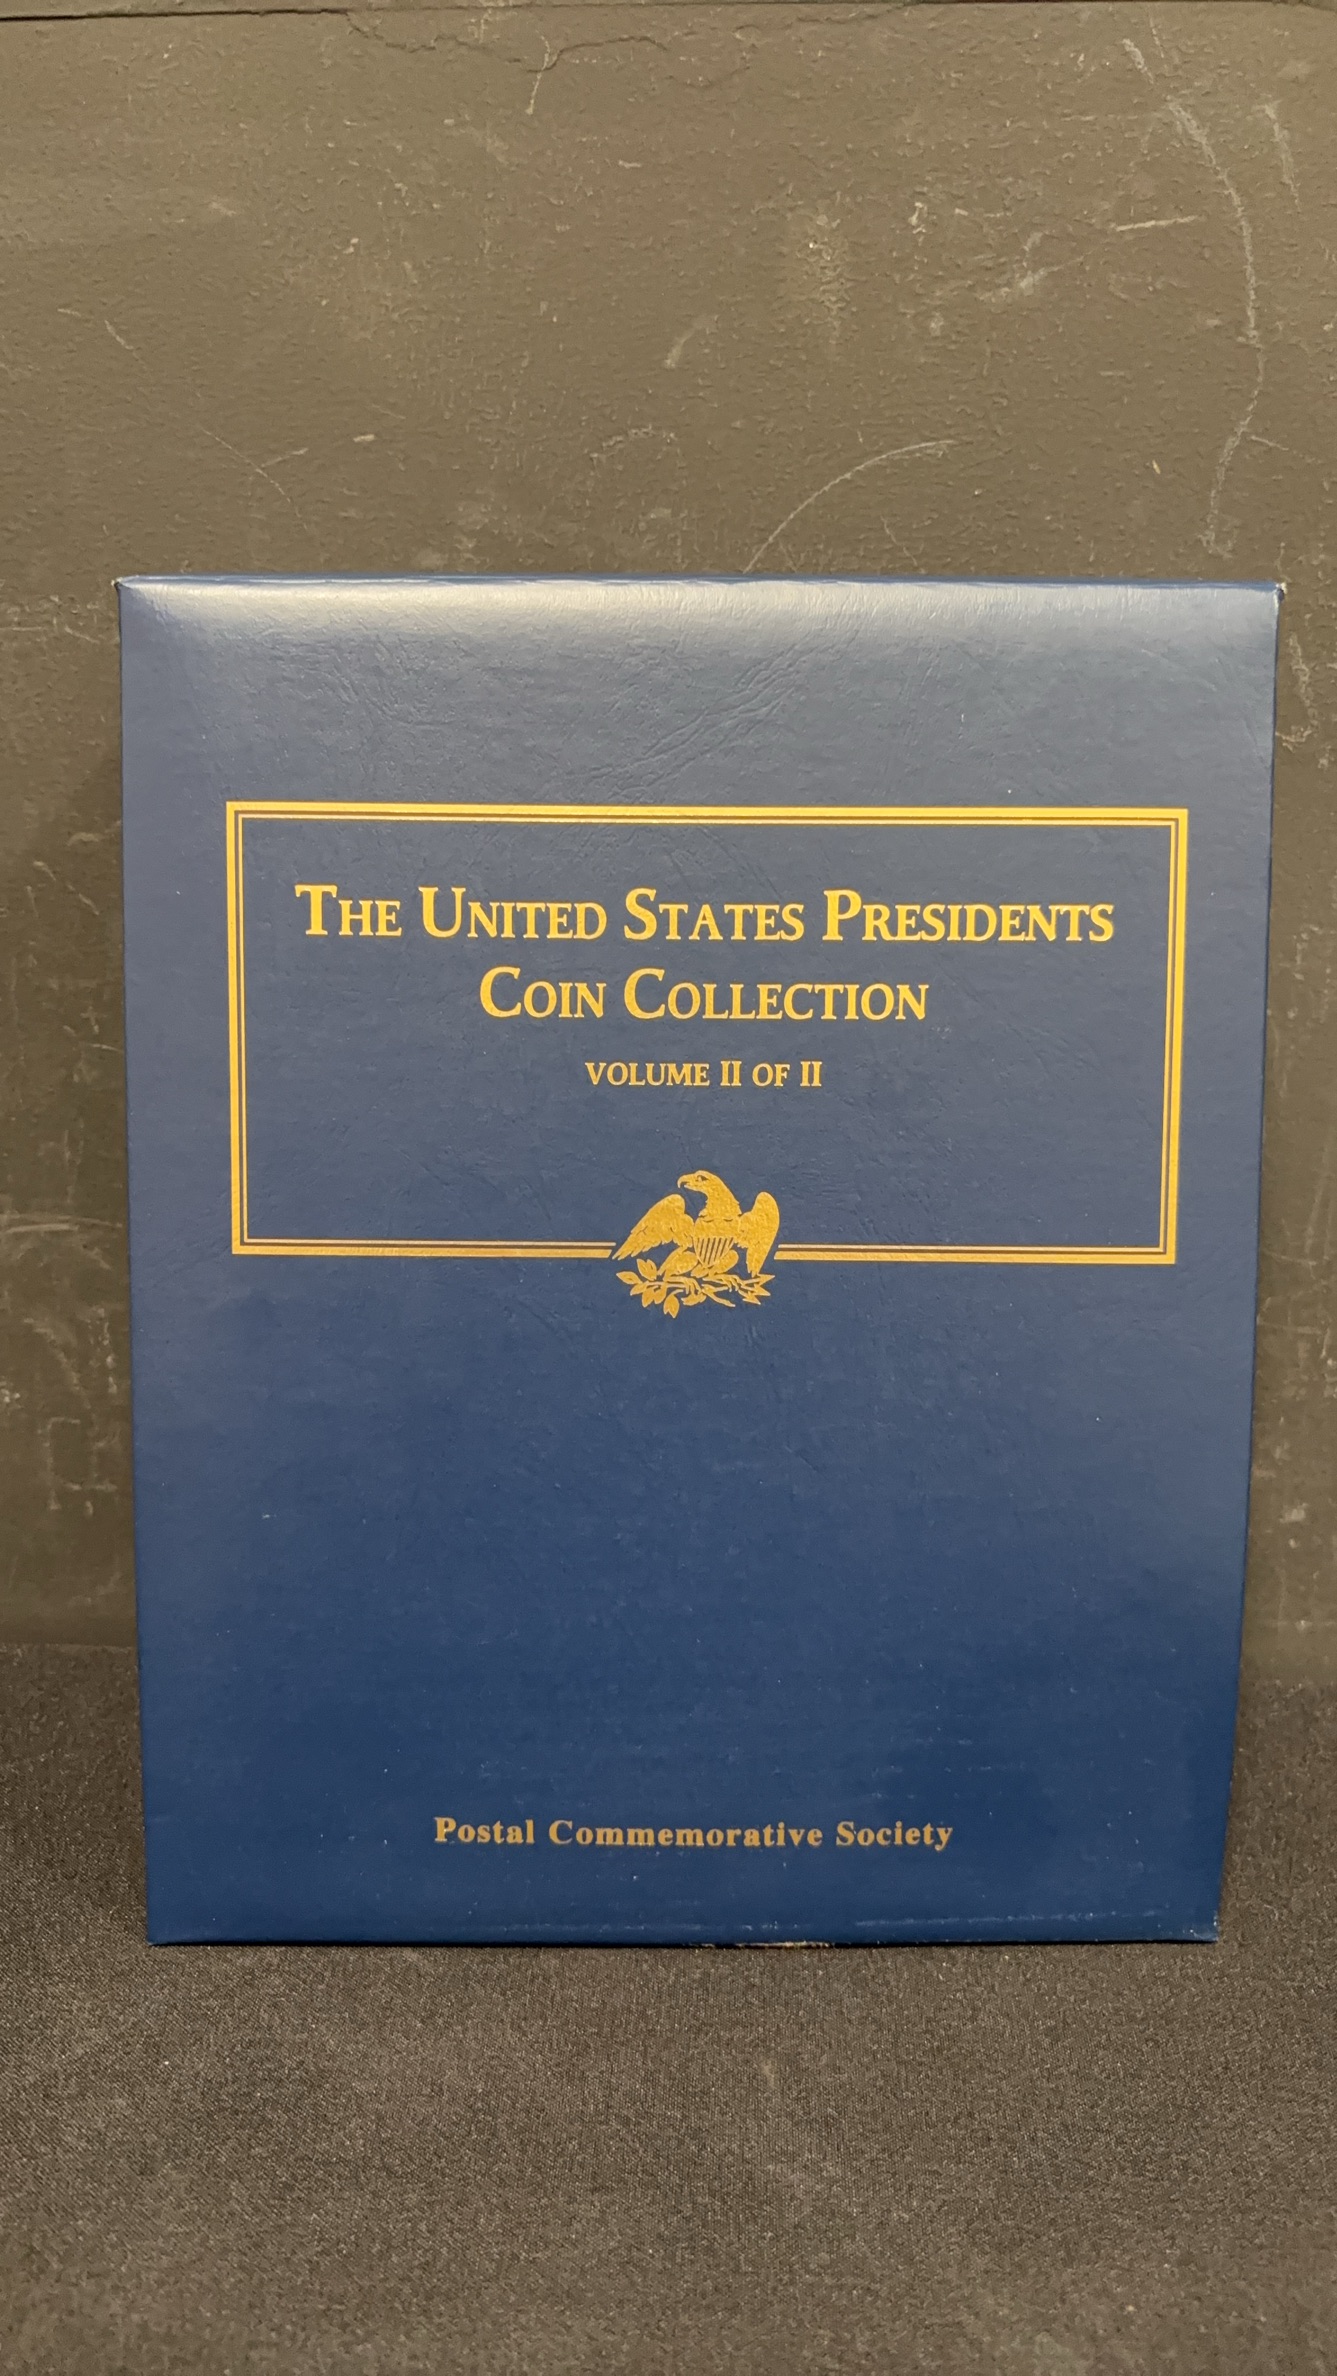 THE UNITED STATES PRESIDENTS
COIN COLLECTION
VOLUME II OF II
Postal Commemorative Society